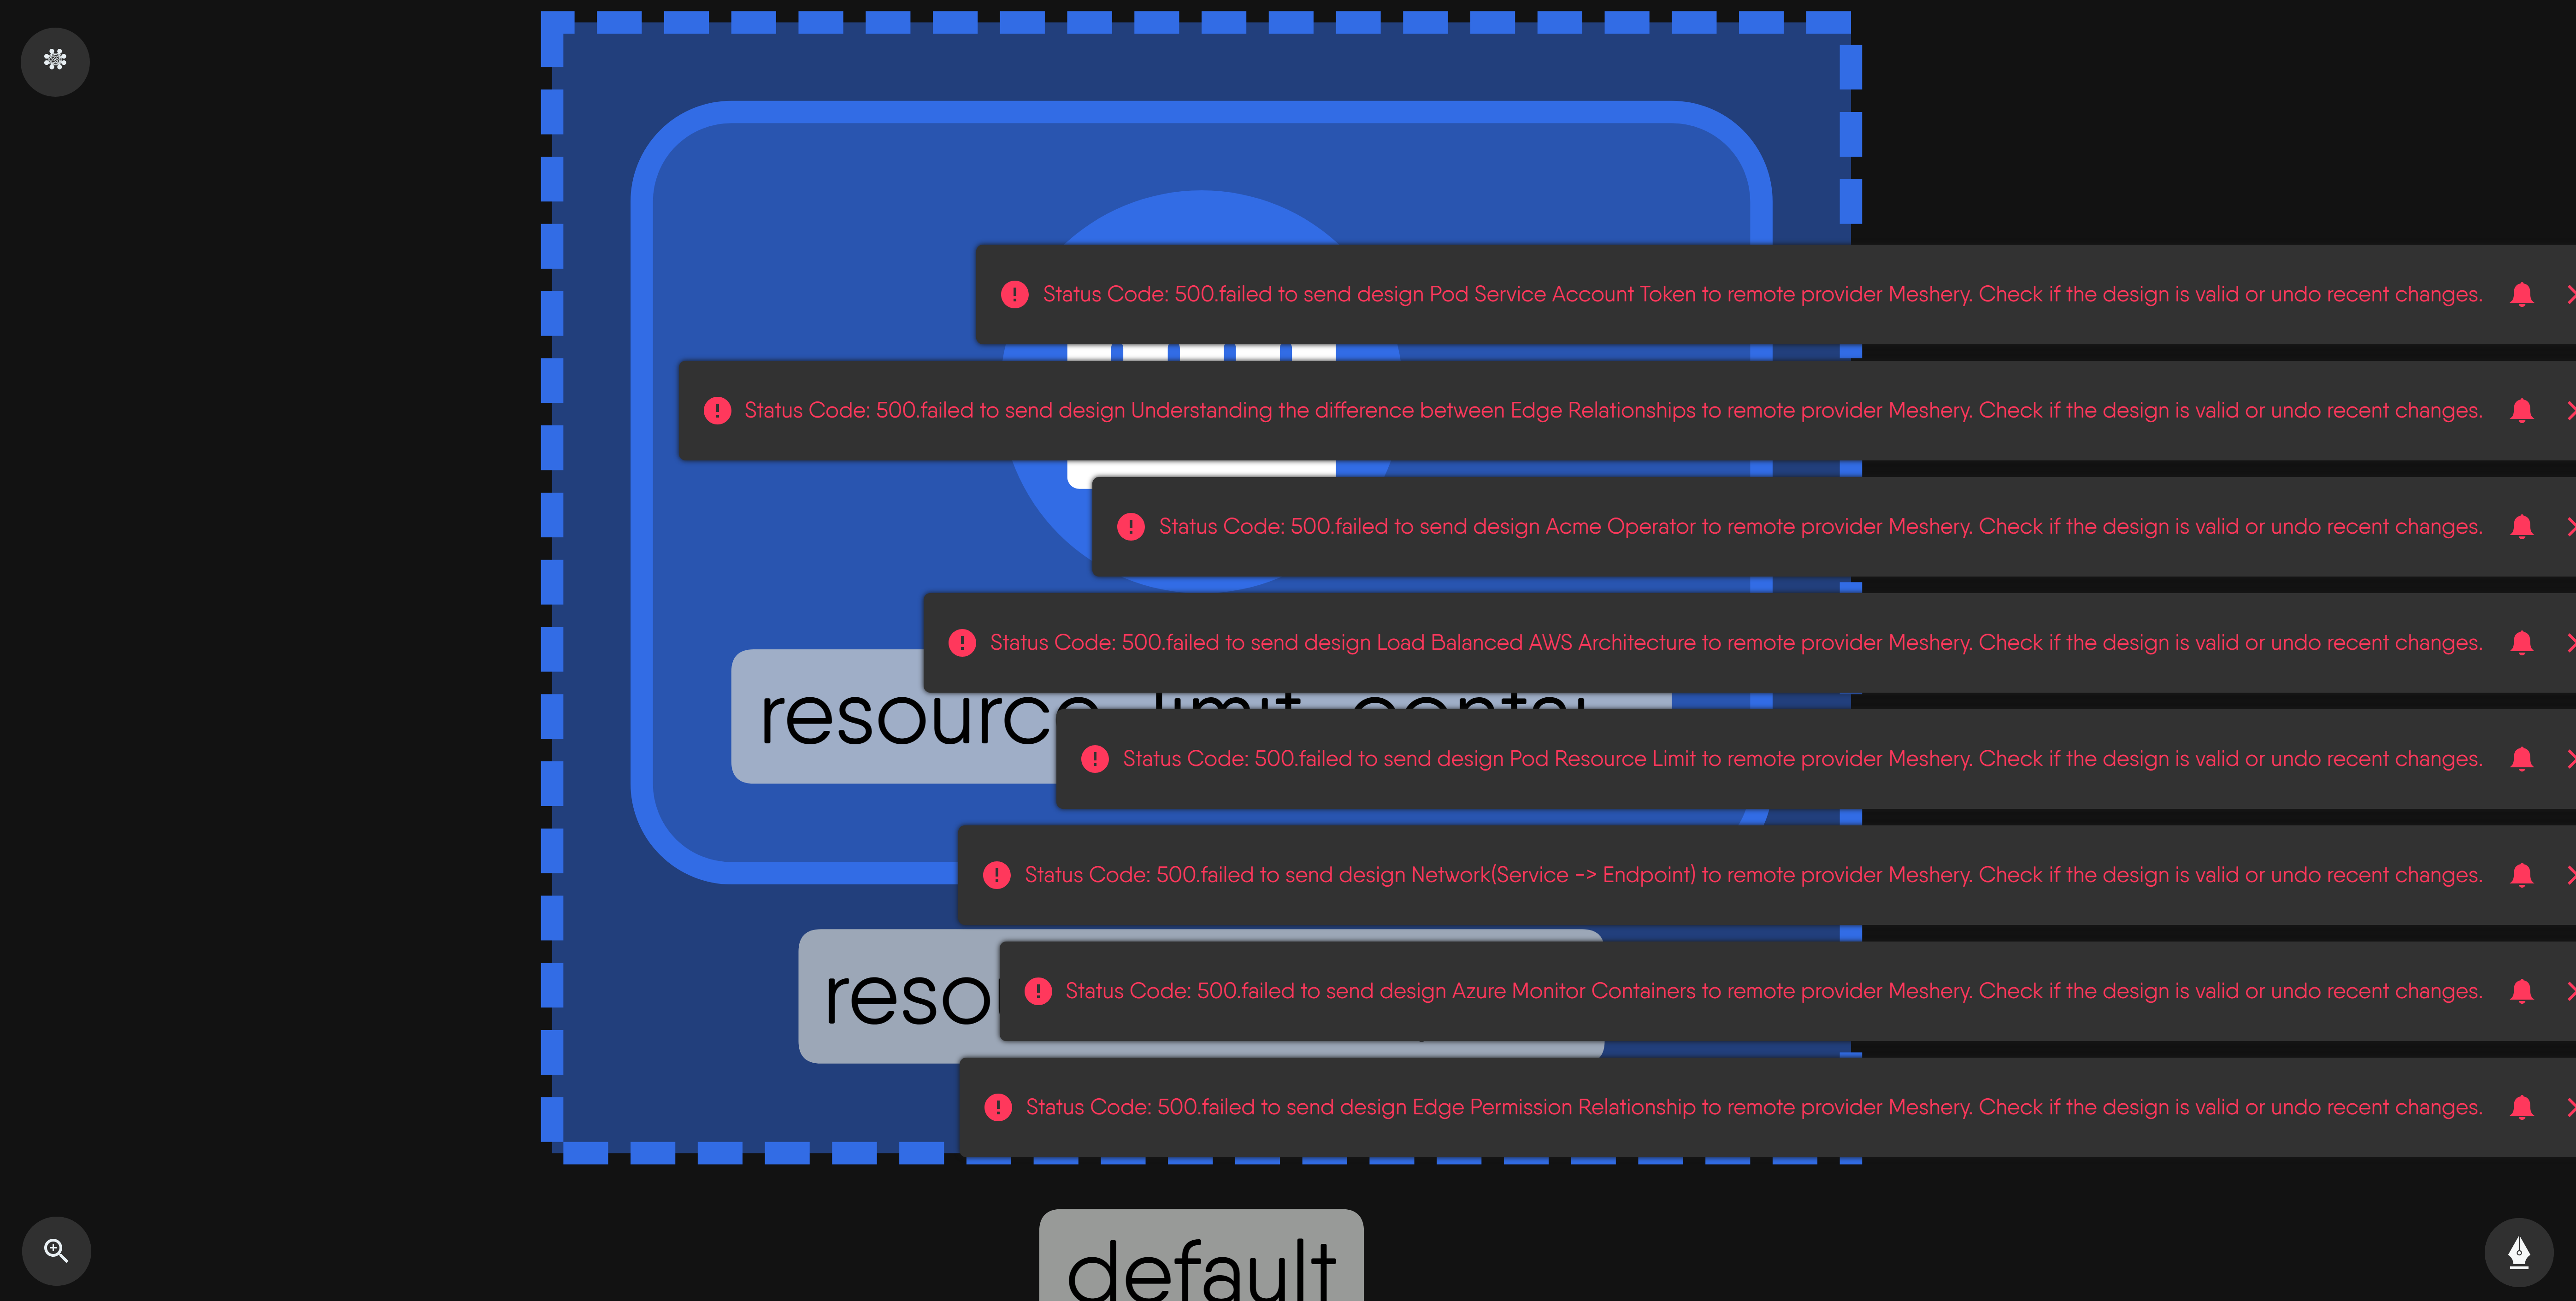 Status Code: 500.failed to send design Pod Service Account Token to remote provider Meshery. Check if the design is valid or undo recent changes.
Status Code: 500.failed to send design Understanding the difference between Edge Relationships to remote provider Meshery. Check if the design is valid or undo recent changes.
Status Code: 500.failed to send design Acme Operator to remote provider Meshery. Check if the design is valid or undo recent changes.
Status Code: 500.failed to send design Load Balanced AWS Architecture to remote provider Meshery. Check if the design is valid or undo recent changes.
Status Code: 500.failed to send design Pod Resource Limit to remote provider Meshery. Check if the design is valid or undo recent changes.
Status Code: 500.failed to send design Network(Service -> Endpoint) to remote provider Meshery. Check if the design is valid or undo recent changes.
Status Code: 500.failed to send design Azure Monitor Containers to remote provider Meshery. Check if the design is valid or undo recent changes.
Status Code: 500.failed to send design Edge Permission Relationship to remote provider Meshery. Check if the design is valid or undo recent changes.
default